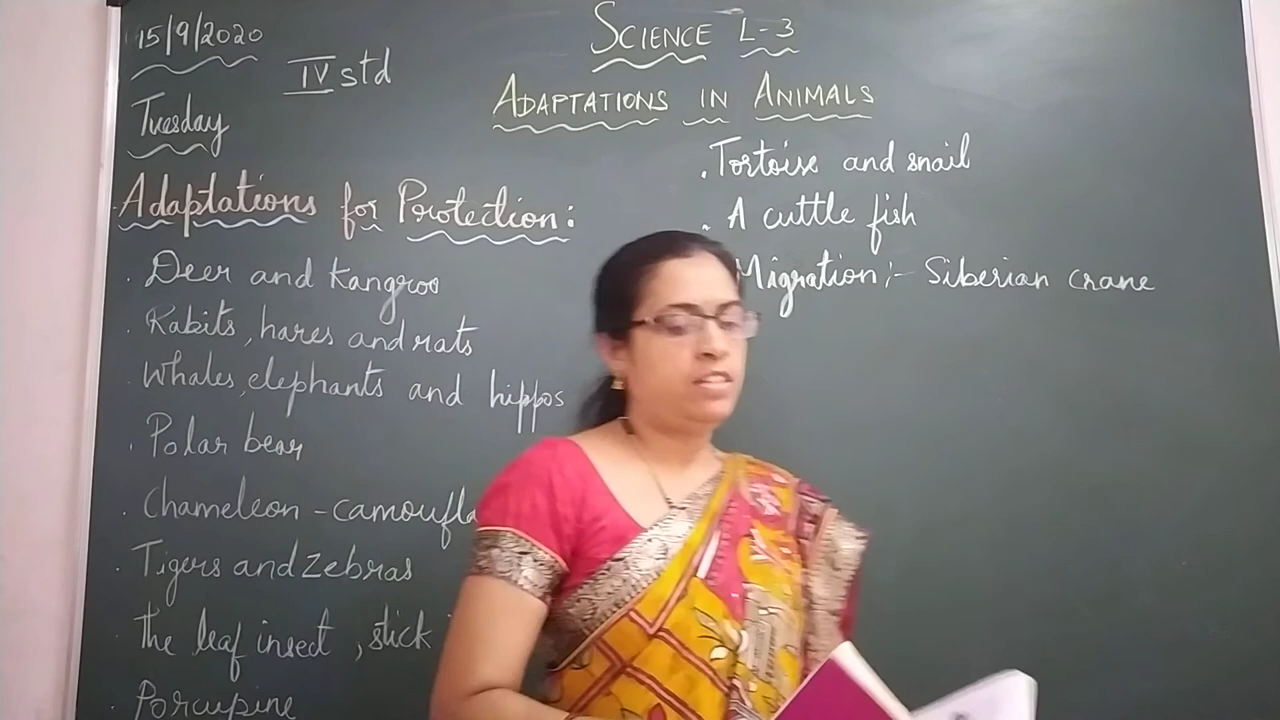 15/9/2020
IV std
Tuesday
SCIENCE L-3
ADAPTATIONS IN ANIMALS
Adaptations for Protection:
. Deer and Kangroo
. Rabits, hares and rats
. Whales, elephants and hippos
. Polar bear
. Chameleon - camoufla
. Tigers and Zebras
. the leaf insect, stick
. Porcupine
. Tortoise and snail
. A cuttle fish
Migration:- Siberian crane